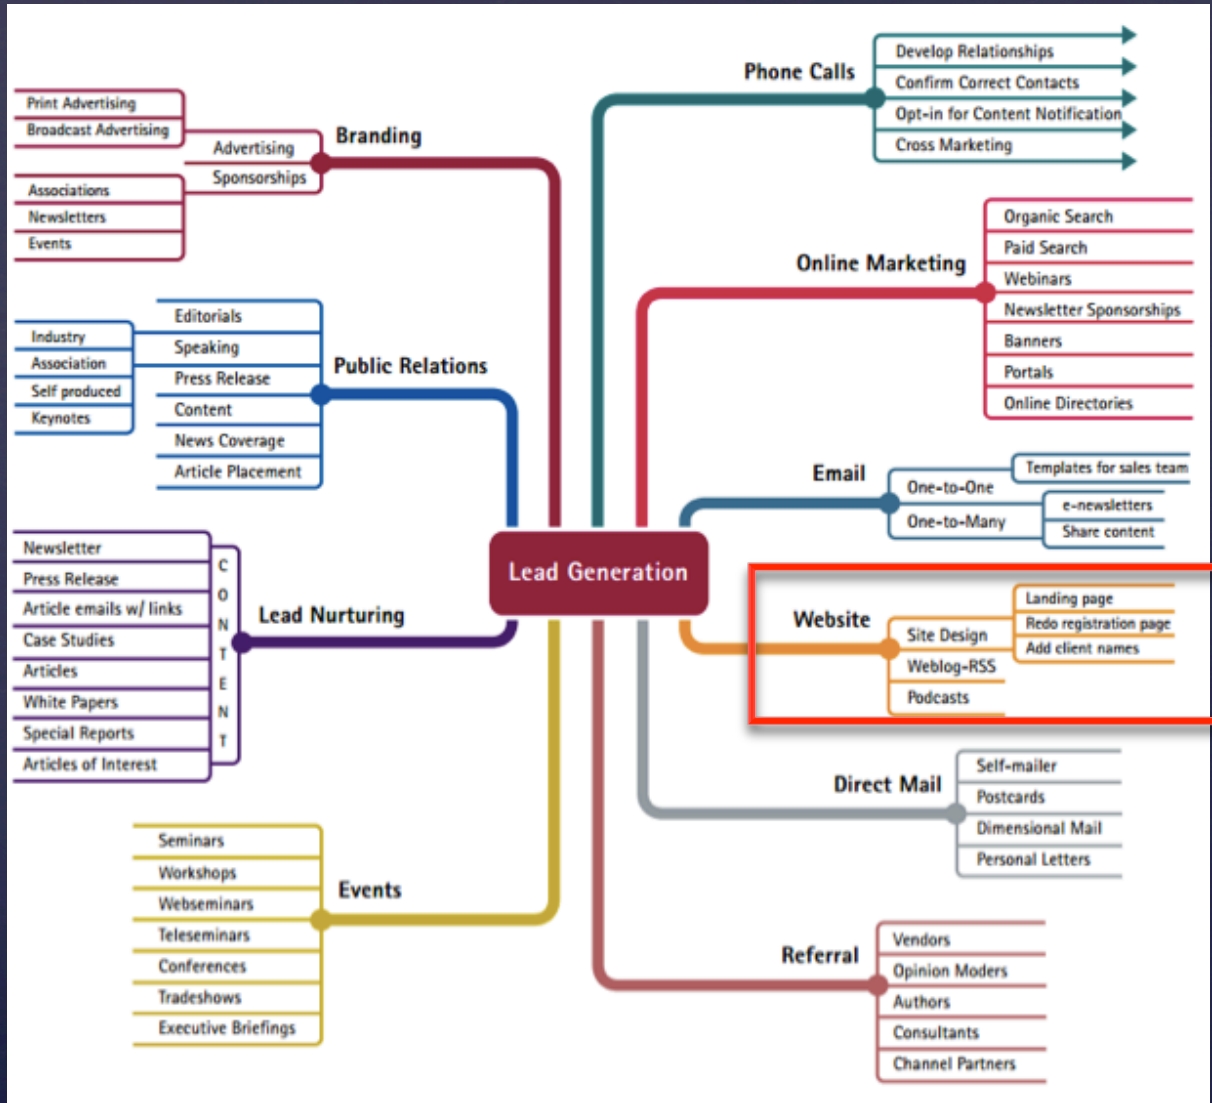 Branding
Advertising
Print Advertising
Broadcast Advertising
Sponsorships
Associations
Newsletters
Events
Public Relations
Editorials
Speaking
Industry
Association
Self produced
Keynotes
Press Release
Content
News Coverage
Article Placement
Lead Nurturing
CONTENT
Newsletter
Press Release
Article emails w/ links
Case Studies
Articles
White Papers
Special Reports
Articles of Interest
Events
Seminars
Workshops
Webseminars
Teleseminars
Conferences
Tradeshows
Executive Briefings
Lead Generation
Phone Calls
Develop Relationships
Confirm Correct Contacts
Opt-in for Content Notification
Cross Marketing
Online Marketing
Organic Search
Paid Search
Webinars
Newsletter Sponsorships
Banners
Portals
Online Directories
Email
One-to-One
Templates for sales team
One-to-Many
e-newsletters
Share content
Website
Site Design
Landing page
Redo registration page
Add client names
Weblog-RSS
Podcasts
Direct Mail
Self-mailer
Postcards
Dimensional Mail
Personal Letters
Referral
Vendors
Opinion Moders
Authors
Consultants
Channel Partners